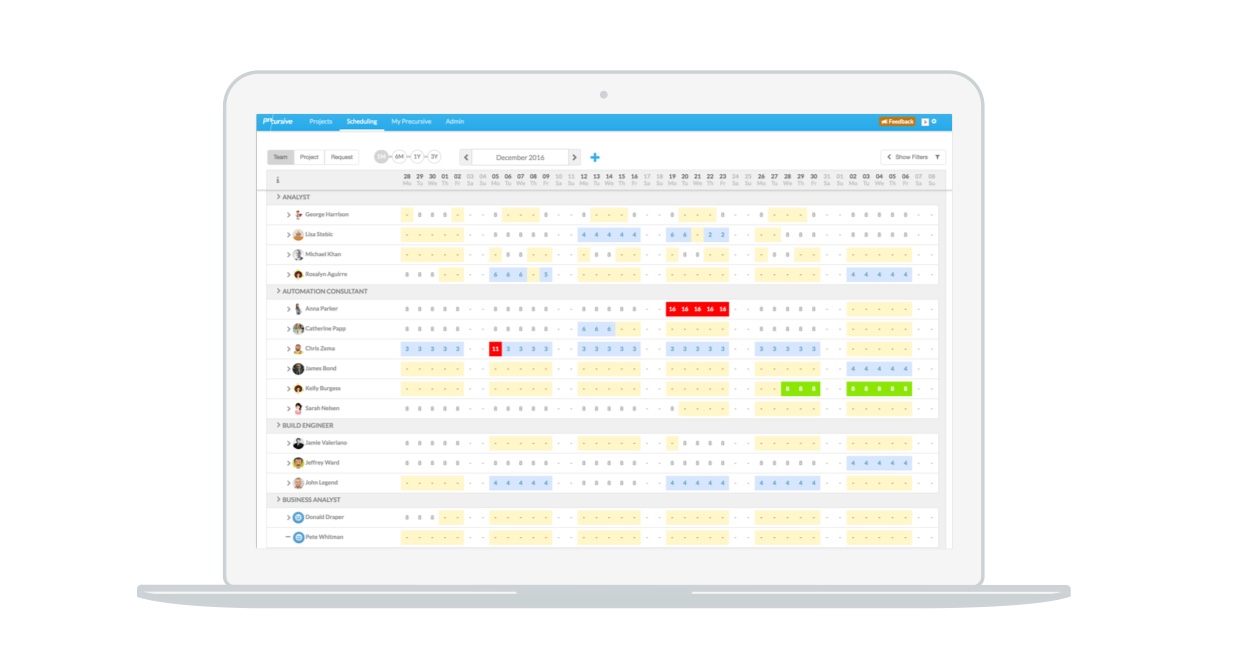 Precursive Projects Scheduling My Precursive Admin Feedback
Team Project Request 1M 6M 1Y 3Y December 2016 Show Filters
28 29 30 01 02 03 04 05 06 07 08 09 10 11 12 13 14 15 16 17 18 19 20 21 22 23 24 25 26 27 28 29 30 31 01 02 03 04 05 06 07 08
Mo Tu We Th Fr Sa Su Mo Tu We Th Fr Sa Su Mo Tu We Th Fr Sa Su Mo Tu We Th Fr Sa Su Mo Tu We Th Fr Sa Su Mo Tu We Th Fr Sa Su
ANALYST
George Harrison - 8 8 8 - - - 8 - - - 8 - - 8 - - - 8 - - 8 - - - 8 - - 8 - - - 8 - - 8 8 8 8 8 - -
Lisa Stebic - - - - - - - 8 8 8 8 8 - - 4 4 4 4 4 - - 6 6 - 2 2 - - - - 8 8 8 - - 8 8 8 8 8 - -
Michael Khan - - - - - - - - 8 8 - - - - - 8 8 - - - - - 8 8 - - - - - 8 8 - - - - - - - - - - -
Rosalyn Aguirre 8 8 8 - - - - 6 6 6 - 5 - - - - - - - - - - - - - - - - - - - - - - - 4 4 4 4 4 - -
AUTOMATION CONSULTANT
Anna Parker 8 8 8 8 8 - - 8 8 8 8 8 - - 8 8 8 8 8 - - 16 16 16 16 16 - - 8 8 8 8 8 - - - - - - - - -
Catherine Papp 8 8 8 8 8 - - 8 8 8 8 8 - - 6 6 6 - - - - - - - - - - - 8 8 8 8 8 - - - - - - - - -
Chris Zema 3 3 3 3 3 - - 11 3 3 3 3 - - 3 3 3 3 3 - - 3 3 3 3 3 - - 3 3 3 3 3 - - - - - - - - -
James Bond - - - - - - - - - - - - - - - - - - - - - - - - - - - - - - - - - - - 4 4 4 4 4 - -
Kelly Burgess - - - - - - - - - - - - - - - - - - - - - - - - - - - - - - 8 8 8 - - 8 8 8 8 8 - -
Sarah Nelsen 8 8 8 8 8 - - 8 8 8 8 8 - - 8 8 8 8 8 - - 8 - - - - - - - - - - - - - - - - - - - -
BUILD ENGINEER
Jamie Valeriano 8 8 8 8 8 - - - - - - - - - - - - - - - - - 8 8 8 8 - - - - - - - - - - - - - - - -
Jeffrey Ward 8 8 8 8 8 - - 8 8 8 8 8 - - 8 8 8 8 8 - - 8 8 8 8 8 - - 8 8 8 8 8 - - 4 4 4 4 4 - -
John Legend - - - - - - - 4 4 4 4 4 - - 8 8 8 8 8 - - 4 4 4 4 4 - - 4 4 4 4 4 - - - - - - - - -
BUSINESS ANALYST
Donald Draper 8 8 8 - - - - - - - - - - - - - - - - - - - - - - - - - - - - - - - - - - - - - - -
Pete Whitman - - - - - - - - - - - - - - - - - - - - - - - - - - - - - - - - - - - - - - - - - -